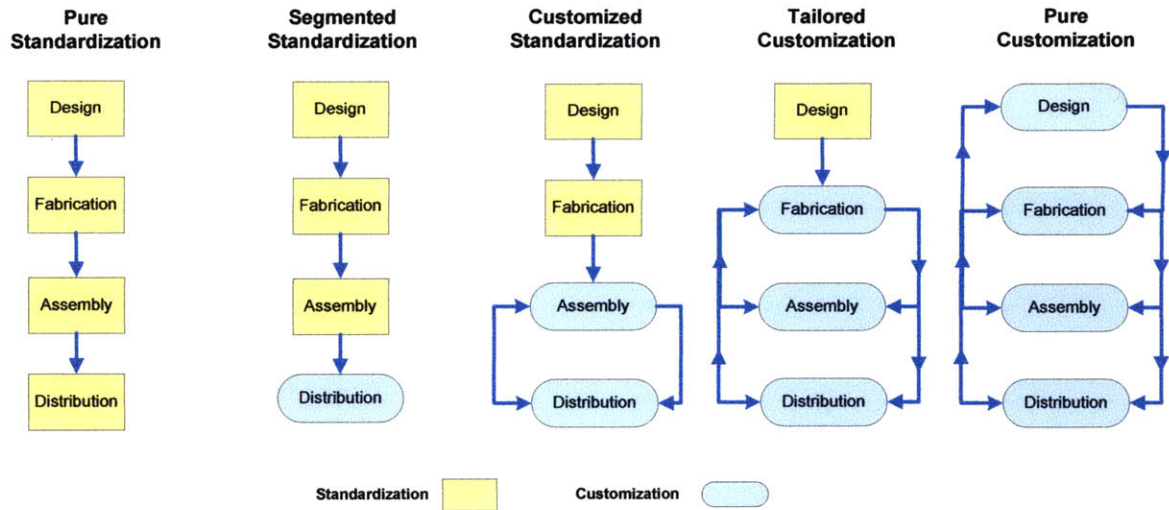 Pure
Standardization
Segmented
Standardization
Customized
Standardization
Tailored
Customization
Pure
Customization
Design
Fabrication
Assembly
Distribution
Design
Fabrication
Assembly
Distribution
Design
Fabrication
Assembly
Distribution
Design
Fabrication
Assembly
Distribution
Design
Fabrication
Assembly
Distribution
Standardization
Customization